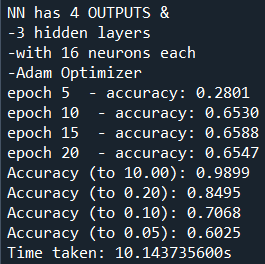 NN has 4 OUTPUTS &
-3 hidden layers
-with 16 neurons each
-Adam Optimizer
epoch 5  - accuracy: 0.2801
epoch 10  - accuracy: 0.6530
epoch 15  - accuracy: 0.6588
epoch 20  - accuracy: 0.6547
Accuracy (to 10.00): 0.9899
Accuracy (to 0.20): 0.8495
Accuracy (to 0.10): 0.7068
Accuracy (to 0.05): 0.6025
Time taken: 10.143735600s